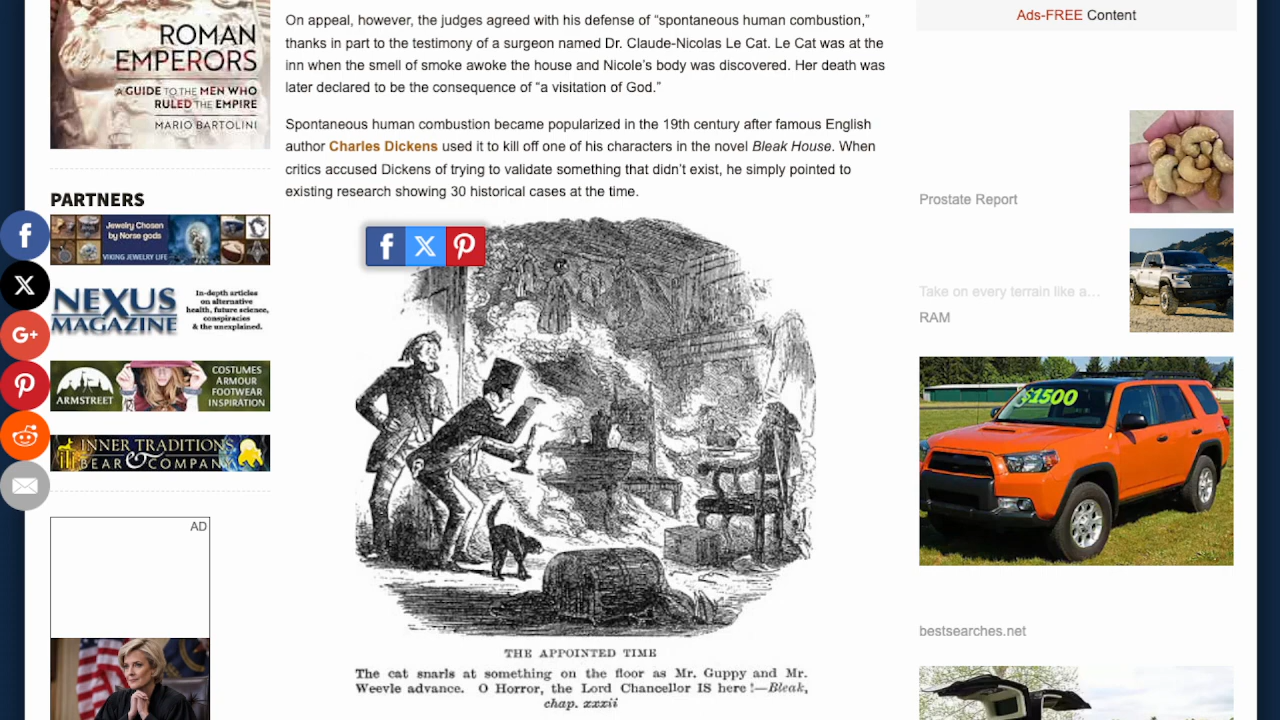 ROMAN
EMPERORS
A GUIDE TO THE MEN WHO
RULED THE EMPIRE
MARIO BARTOLINI
PARTNERS
Jewelry Chosen
by Norse gods
VIKING JEWELRY LIFE
NEXUS
MAGAZINE
In-depth articles
on alternative
health, future science,
conspiracies
& the unexplained.
ARMSTREET
COSTUMES
ARMOUR
FOOTWEAR
INSPIRATION
INNER TRADITIONS
BEAR & COMPANY
AD
On appeal, however, the judges agreed with his defense of “spontaneous human combustion,”
thanks in part to the testimony of a surgeon named Dr. Claude-Nicolas Le Cat. Le Cat was at the
inn when the smell of smoke awoke the house and Nicole’s body was discovered. Her death was
later declared to be the consequence of “a visitation of God.”
Spontaneous human combustion became popularized in the 19th century after famous English
author Charles Dickens used it to kill off one of his characters in the novel Bleak House. When
critics accused Dickens of trying to validate something that didn’t exist, he simply pointed to
existing research showing 30 historical cases at the time.
THE APPOINTED TIME
The cat snarls at something on the floor as Mr. Guppy and Mr.
Weevle advance. O Horror, the Lord Chancellor IS here !—Bleak,
chap. xxxii
Ads-FREE Content
Prostate Report
Take on every terrain like a…
RAM
$1500
bestsearches.net